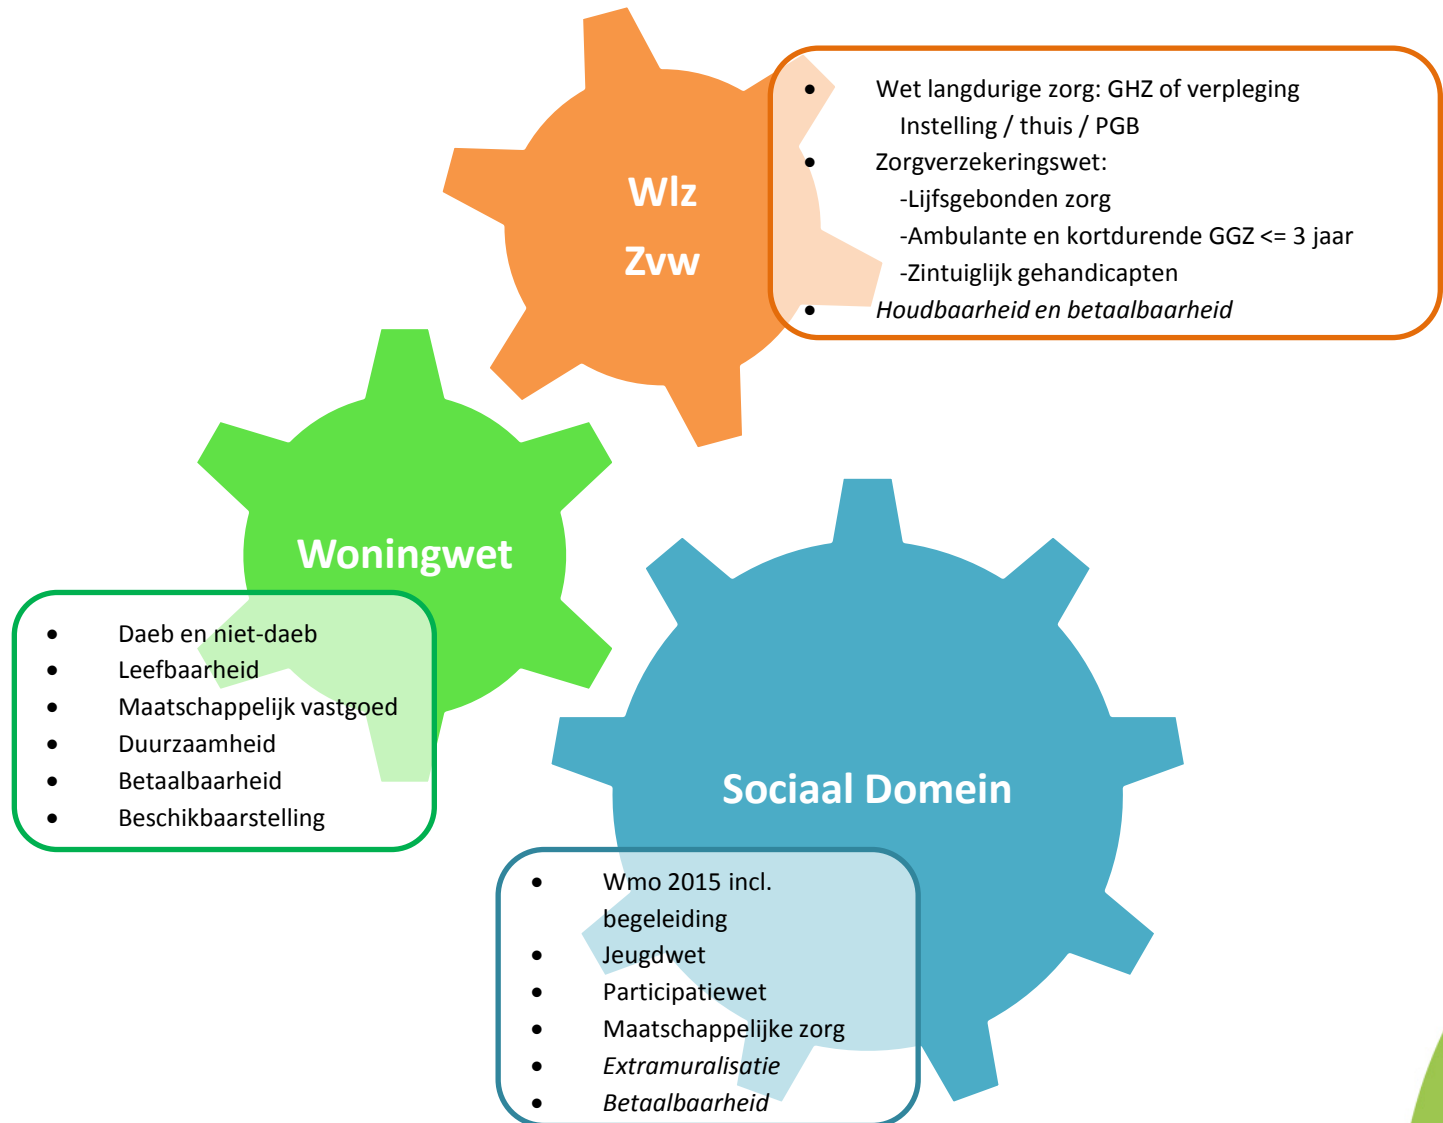 Wlz
Zvw
• Wet langdurige zorg: GHZ of verpleging
Instelling / thuis / PGB
• Zorgverzekeringswet:
-Lijfsgebonden zorg
-Ambulante en kortdurende GGZ <= 3 jaar
-Zintuiglijk gehandicapten
• Houdbaarheid en betaalbaarheid
Woningwet
• Daeb en niet-daeb
• Leefbaarheid
• Maatschappelijk vastgoed
• Duurzaamheid
• Betaalbaarheid
• Beschikbaarstelling
Sociaal Domein
• Wmo 2015 incl.
begeleiding
• Jeugdwet
• Participatiewet
• Maatschappelijke zorg
• Extramuralisatie
• Betaalbaarheid